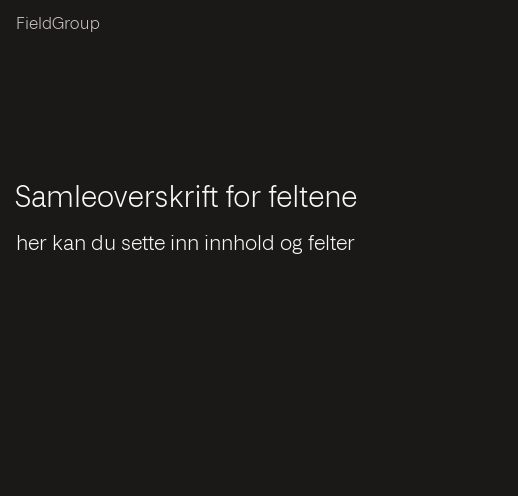 FieldGroup
Samleoverskrift for feltene
her kan du sette inn innhold og felter